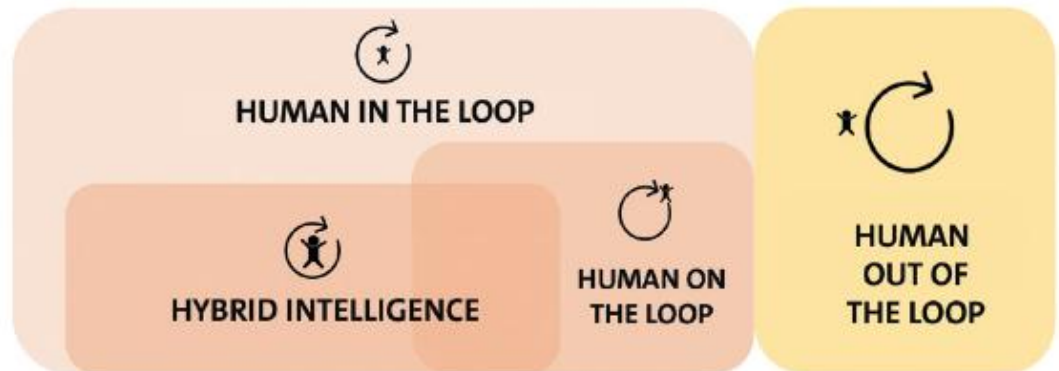 HUMAN IN THE LOOP
HYBRID INTELLIGENCE
HUMAN ON
THE LOOP
HUMAN
OUT OF
THE LOOP